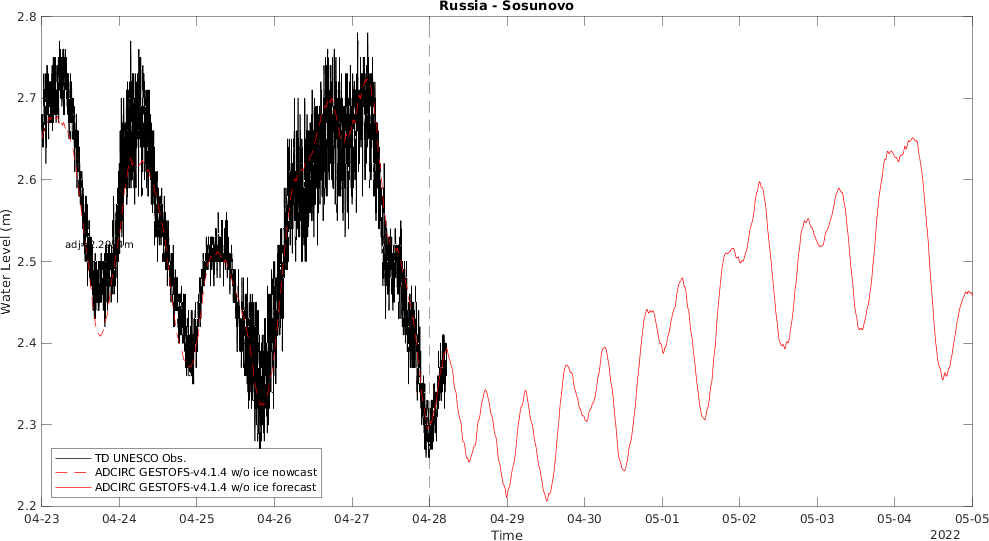 Russia - Sosunovo
2.8
2.7
2.6
2.5
2.4
2.3
2.2
Water Level (m)
TD UNESCO Obs.
ADCIRC GESTOFS-v4.1.4 w/o ice nowcast
ADCIRC GESTOFS-v4.1.4 w/o ice forecast
04-23 04-24 04-25 04-26 04-27 04-28 04-29 04-30 05-01 05-02 05-03 05-04 05-05
Time
2022